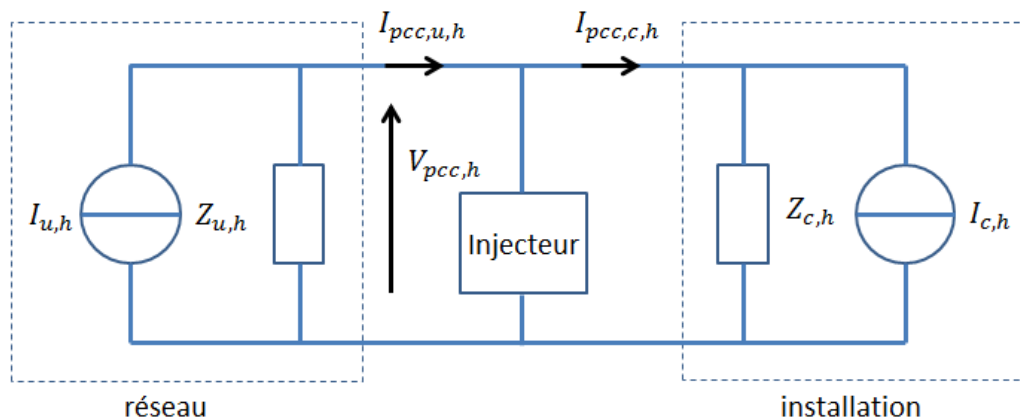 I_{pcc,u,h}
I_{pcc,c,h}
V_{pcc,h}
I_{u,h}
Z_{u,h}
Injecteur
Z_{c,h}
I_{c,h}
réseau
installation